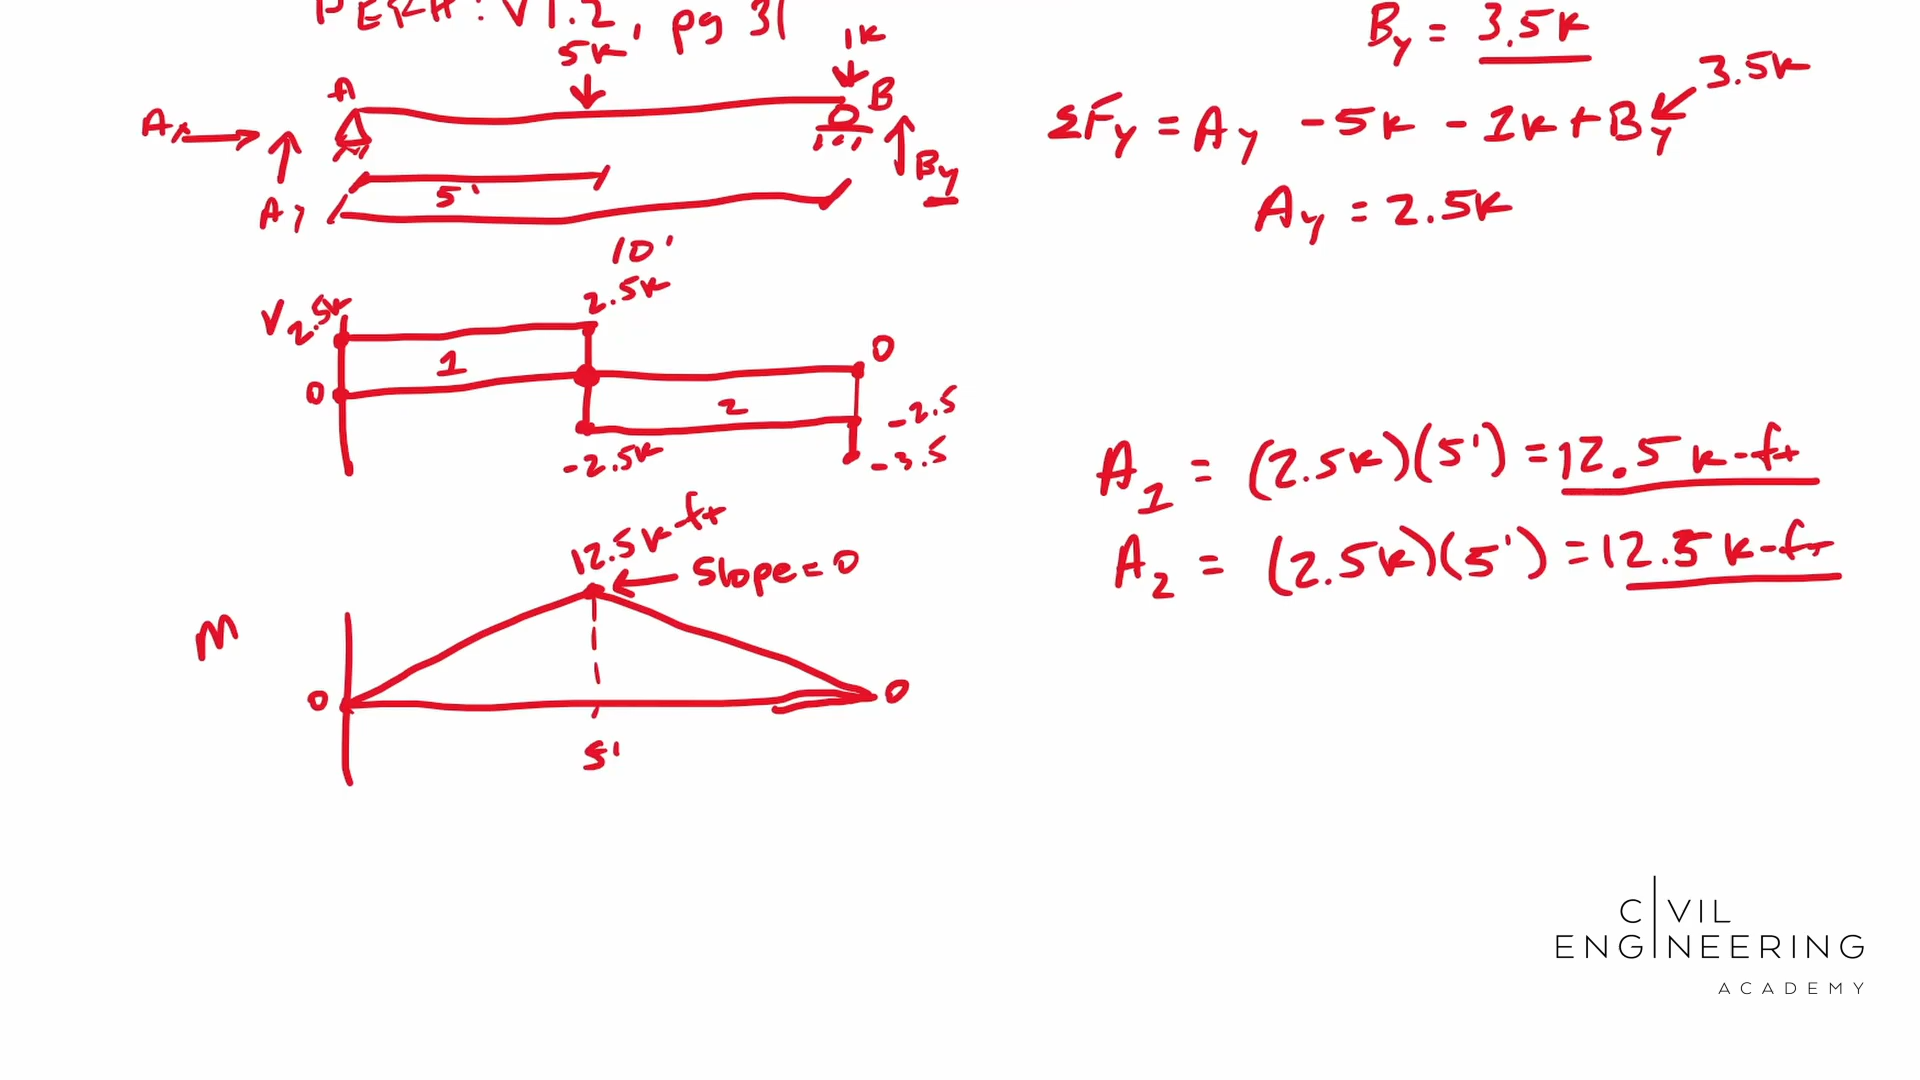 PERH: V1.2, pg 31
5k
1k
A
B
Ax
Ay
By
5'
10'
V
2.5k
2.5k
1
0
0
2
-2.5
-3.5
-2.5k
12.5k-ft
Slope=0
M
0
0
5'
By = 3.5k
3.5k
ΣFy = Ay -5k -1k+By
Ay = 2.5k
A1 = (2.5k)(5') = 12.5 k-ft
A2 = (2.5k)(5') = 12.5 k-ft
CIVIL
ENGINEERING
ACADEMY